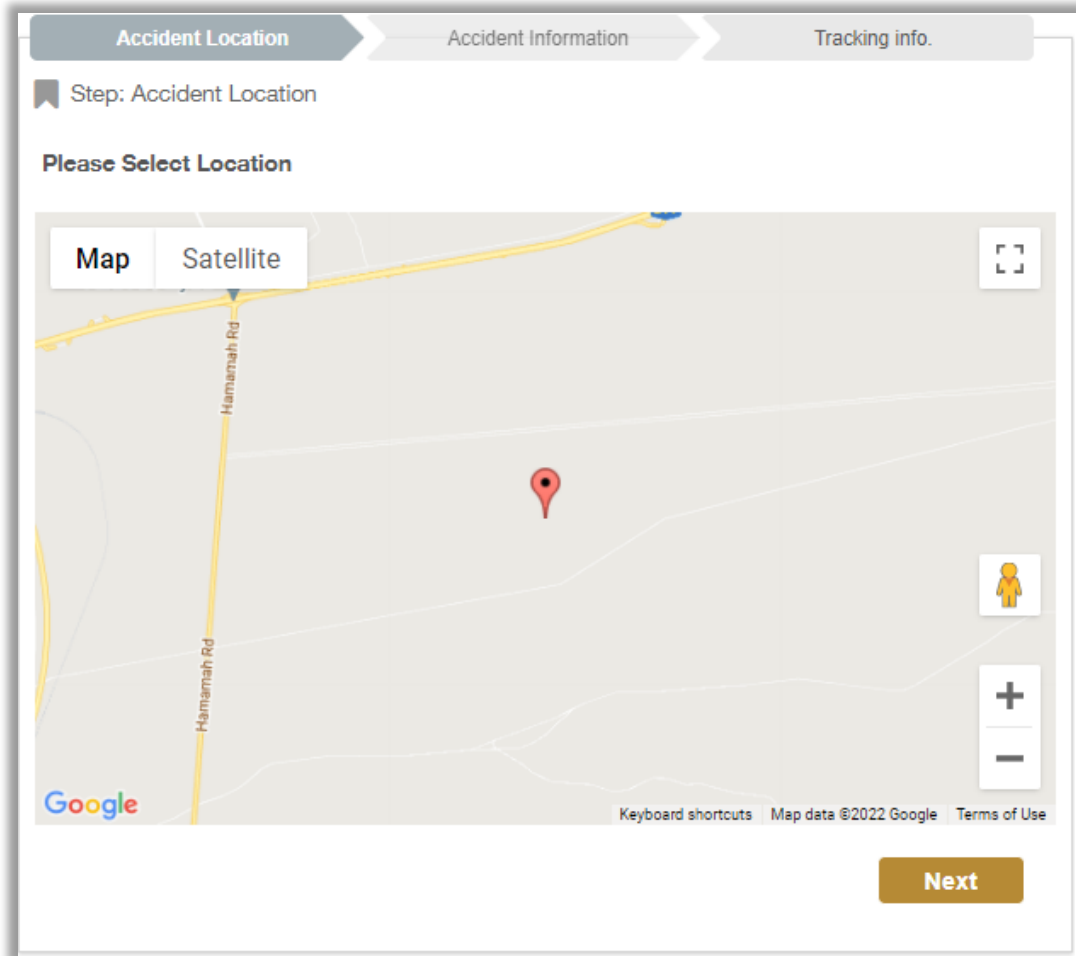 Accident Location Accident Information Tracking info.
Step: Accident Location
Please Select Location
Map Satellite
Hamamah Rd
Hamamah Rd
Google
Keyboard shortcuts Map data ©2022 Google Terms of Use
Next